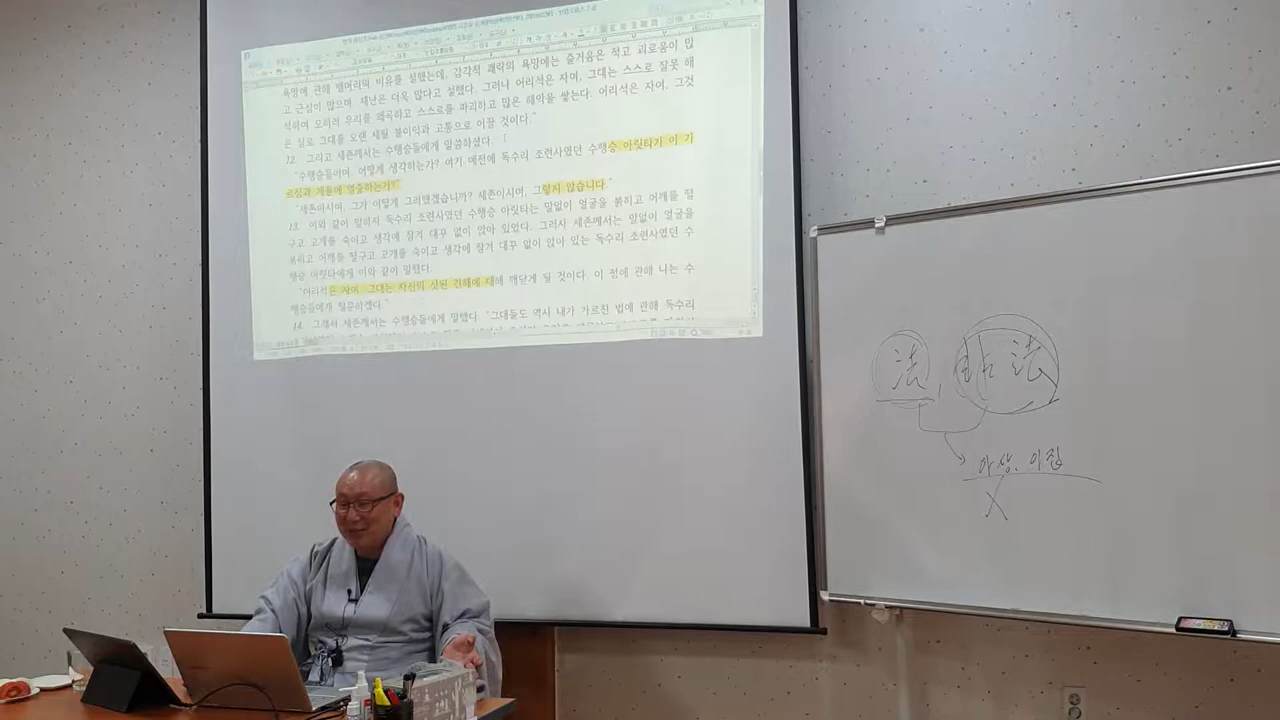 욕망에 관해 뱀머리의 비유를 설했는데, 감각적 쾌락의 욕망에는 즐거움은 적고 괴로움이 많
고 근심이 많으며 재난은 더욱 많다고 설했다. 그러나 어리석은 자여, 그대는 스스로 잘못 해
석하여 오히려 우리를 왜곡하고 스스로를 파괴하고 많은 해악을 쌓는다. 어리석은 자여, 그것
은 실로 그대를 오랜 세월 불이익과 고통으로 이끌 것이다."
12. 그리고 세존께서는 수행승들에게 말씀하셨다.
"수행승들이여, 어떻게 생각하는가? 여기 예전에 독수리 조련사였던 수행승 아릿타가 이 가
르침과 계율에 열중하는가?"
"세존이시여, 그가 어떻게 그러했겠습니까? 세존이시여, 그렇지 않습니다."
13. 이와 같이 말하자 독수리 조련사였던 수행승 아릿타는 말없이 얼굴을 붉히고 어깨를 떨
구고 고개를 숙이고 생각에 잠겨 대꾸 없이 앉아 있었다. 그러자 세존께서는 말없이 얼굴을
붉히고 어깨를 떨구고 고개를 숙이고 생각에 잠겨 대꾸 없이 앉아 있는 독수리 조련사였던 수
행승 아릿타에게 이와 같이 말했다.
"어리석은 자여, 그대는 자신의 삿된 견해에 대해 깨닫게 될 것이다. 이 점에 관해 나는 수
행승들에게 질문하겠다."
14. 그래서 세존께서는 수행승들에게 말했다. "그대들도 역시 내가 가르친 법에 관해 독수리
法, 非法
아상, 아집
X